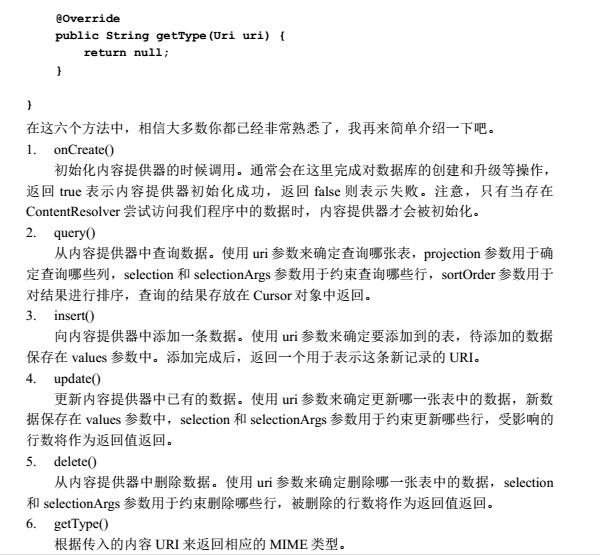 @Override
public String getType(Uri uri) {
return null;
}
}
在这六个方法中，相信大多数你都已经非常熟悉了，我再来简单介绍一下吧。
1. onCreate()
初始化内容提供器的时候调用。通常会在这里完成对数据库的创建和升级等操作，
返回 true 表示内容提供器初始化成功，返回 false 则表示失败。注意，只有当存在
ContentResolver 尝试访问我们程序中的数据时，内容提供器才会被初始化。
2. query()
从内容提供器中查询数据。使用 uri 参数来确定查询哪张表，projection 参数用于确
定查询哪些列，selection 和 selectionArgs 参数用于约束查询哪些行，sortOrder 参数用于
对结果进行排序，查询的结果存放在 Cursor 对象中返回。
3. insert()
向内容提供器中添加一条数据。使用 uri 参数来确定要添加到的表，待添加的数据
保存在 values 参数中。添加完成后，返回一个用于表示这条新记录的 URI。
4. update()
更新内容提供器中已有的数据。使用 uri 参数来确定更新哪一张表中的数据，新数
据保存在 values 参数中，selection 和 selectionArgs 参数用于约束更新哪些行，受影响的
行数将作为返回值返回。
5. delete()
从内容提供器中删除数据。使用 uri 参数来确定删除哪一张表中的数据，selection
和 selectionArgs 参数用于约束删除哪些行，被删除的行数将作为返回值返回。
6. getType()
根据传入的内容 URI 来返回相应的 MIME 类型。